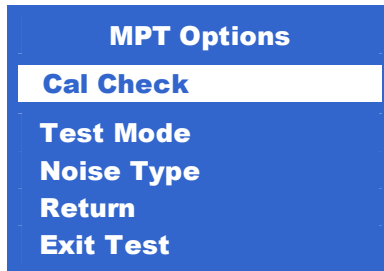 MPT Options
Cal Check
Test Mode
Noise Type
Return
Exit Test